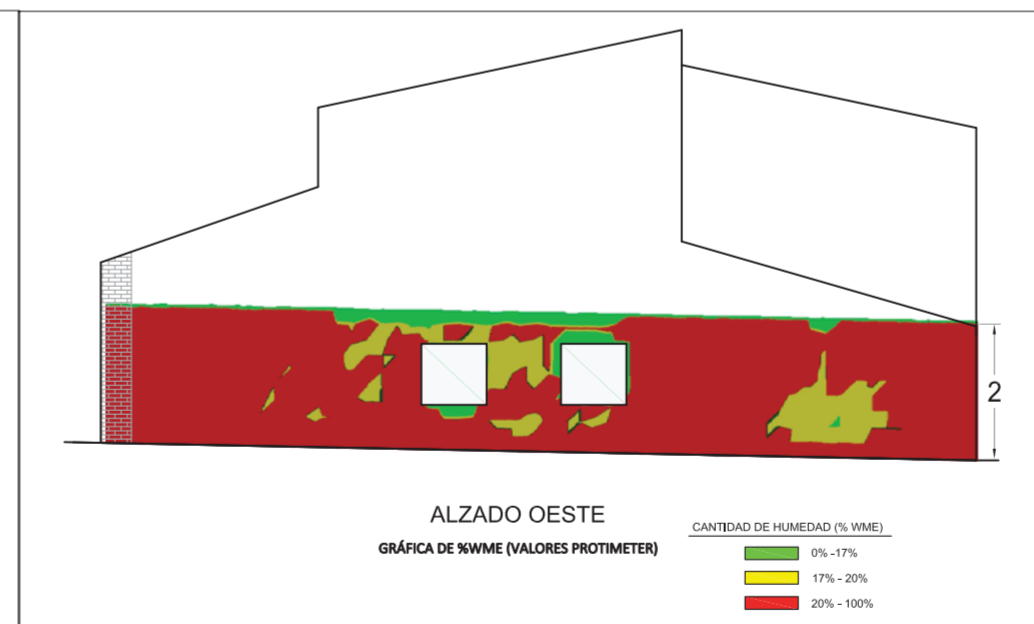 2
ALZADO OESTE
GRÁFICA DE %WME (VALORES PROTIMETER)
CANTIDAD DE HUMEDAD (% WME)
0% -17%
17% - 20%
20% - 100%